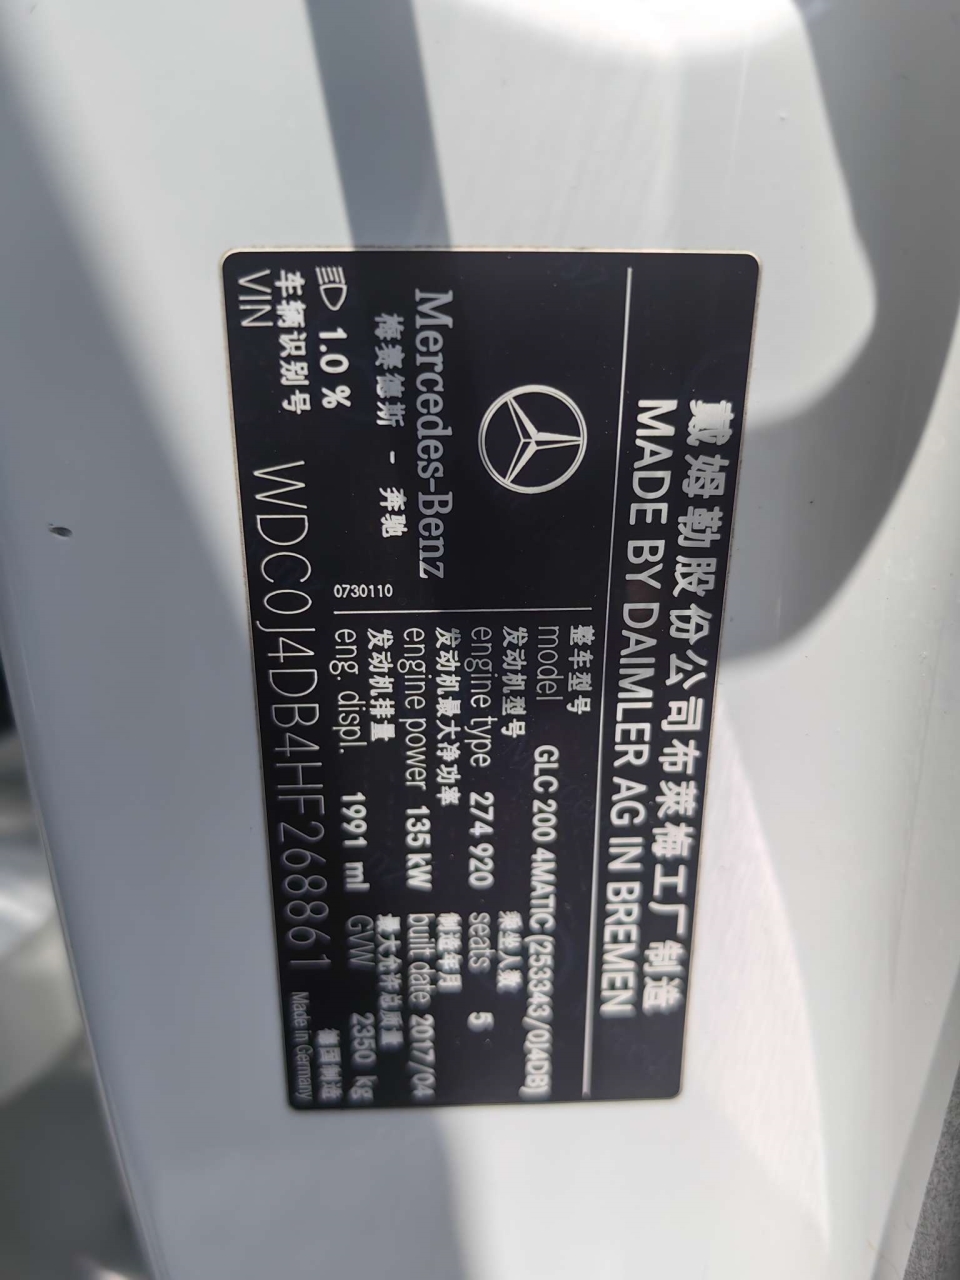 戴姆勒股份公司布莱梅工厂制造
MADE BY DAIMLER AG IN BREMEN
Mercedes-Benz
梅赛德斯 - 奔驰
0730110
整车型号
model GLC 200 4MATIC (253343/0J4DB)
发动机型号 乘坐人数
engine type 274 920 seats 5
发动机最大净功率 制造年月
engine power 135 kW built date 2017/04
发动机排量 最大允许总质量
eng. displ. 1991 ml GVW 2350 kg
1.0 %
车辆识别号 德国制造
VIN WDC0J4DB4HF268861 Made in Germany